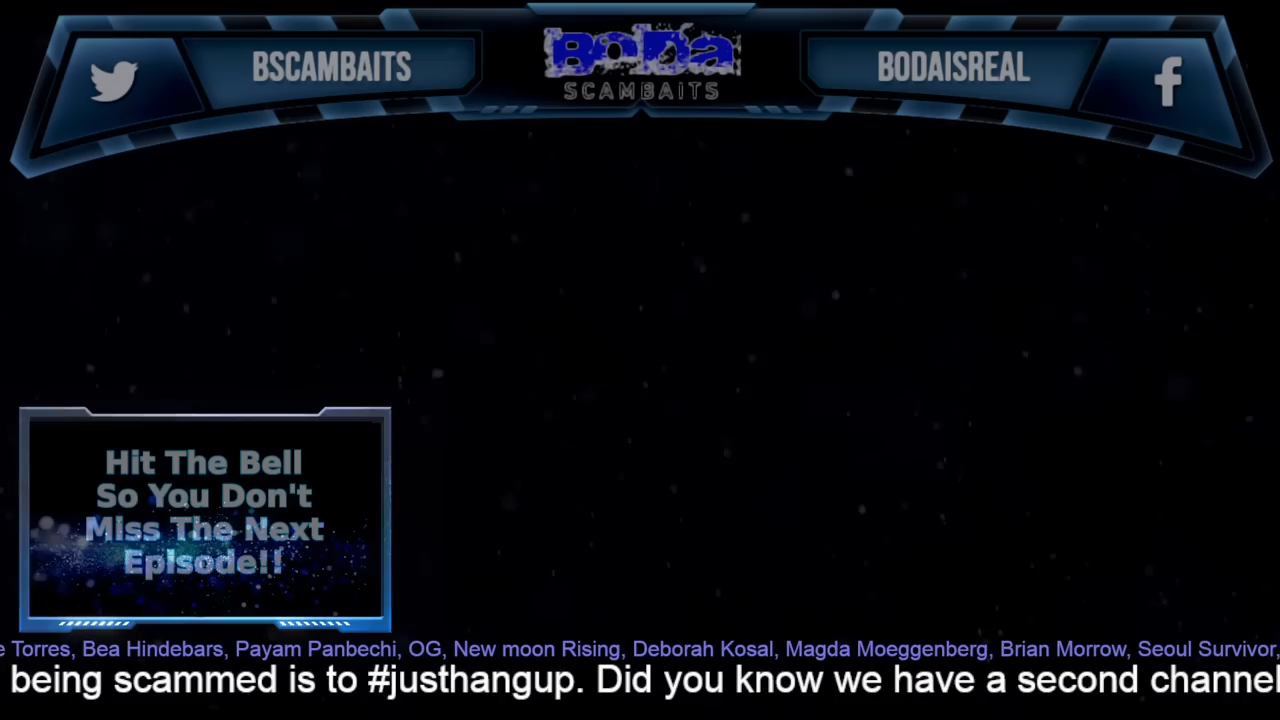 BSCAMBAITS
BoDa
SCAMBAITS
BODAISREAL
Hit The Bell
So You Don't
Miss The Next
Episode!!
e Torres, Bea Hindebars, Payam Panbechi, OG, New moon Rising, Deborah Kosal, Magda Moeggenberg, Brian Morrow, Seoul Survivor,
being scammed is to #justhangup. Did you know we have a second channel